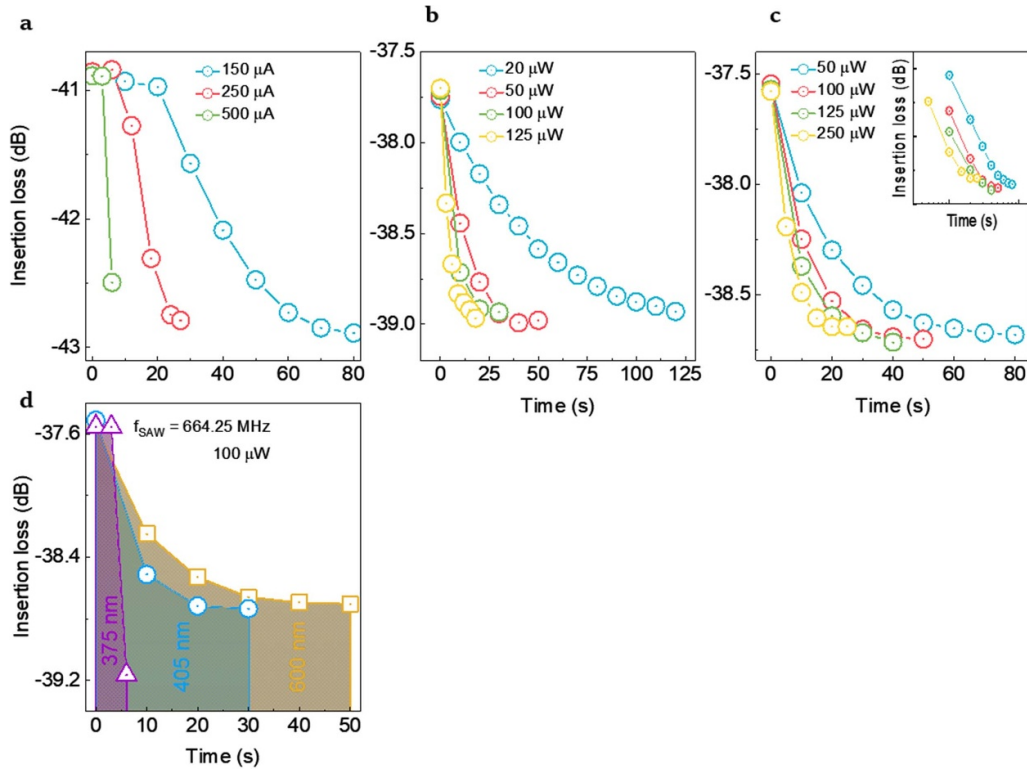 a
Insertion loss (dB)
-41
-42
-43
0
20
40
60
80
Time (s)
150 μA
250 μA
500 μA
b
-37.5
-38.0
-38.5
-39.0
0
25
50
75
100
125
Time (s)
20 μW
50 μW
100 μW
125 μW
c
-37.5
-38.0
-38.5
0
20
40
60
80
Time (s)
50 μW
100 μW
125 μW
250 μW
Insertion loss (dB)
Time (s)
d
Insertion loss (dB)
-37.6
-38.4
-39.2
0
10
20
30
40
50
Time (s)
fSAW = 664.25 MHz
100 μW
375 nm
405 nm
600 nm